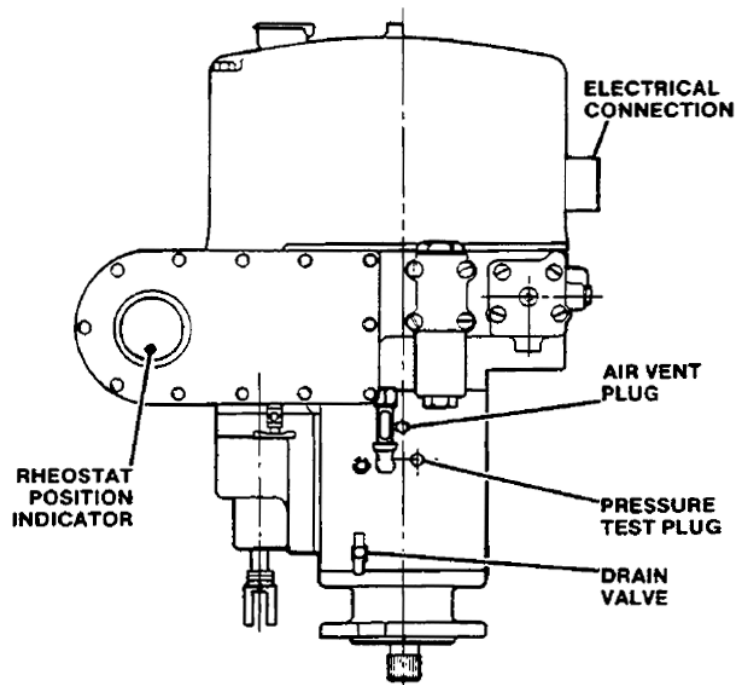 ELECTRICAL
CONNECTION
AIR VENT
PLUG
RHEOSTAT
POSITION
INDICATOR
PRESSURE
TEST PLUG
DRAIN
VALVE